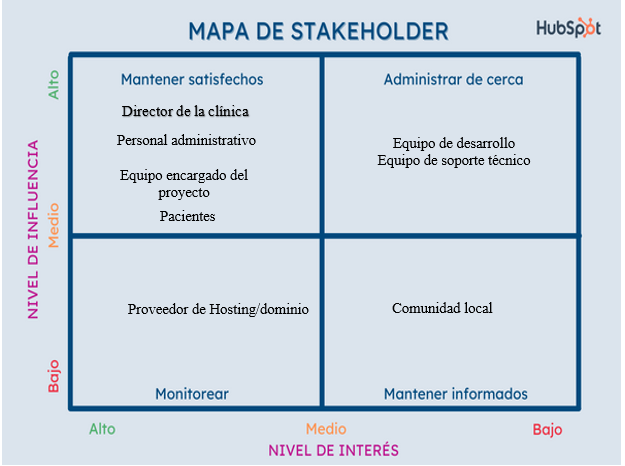 MAPA DE STAKEHOLDER
HubSpot
Alto
Mantener satisfechos
Administrar de cerca
Director de la clínica
Personal administrativo
Equipo encargado del
proyecto
Pacientes
Equipo de desarrollo
Equipo de soporte técnico
NIVEL DE INFLUENCIA
Medio
Proveedor de Hosting/dominio
Comunidad local
Bajo
Monitorear
Mantener informados
Alto
Medio
Bajo
NIVEL DE INTERÉS